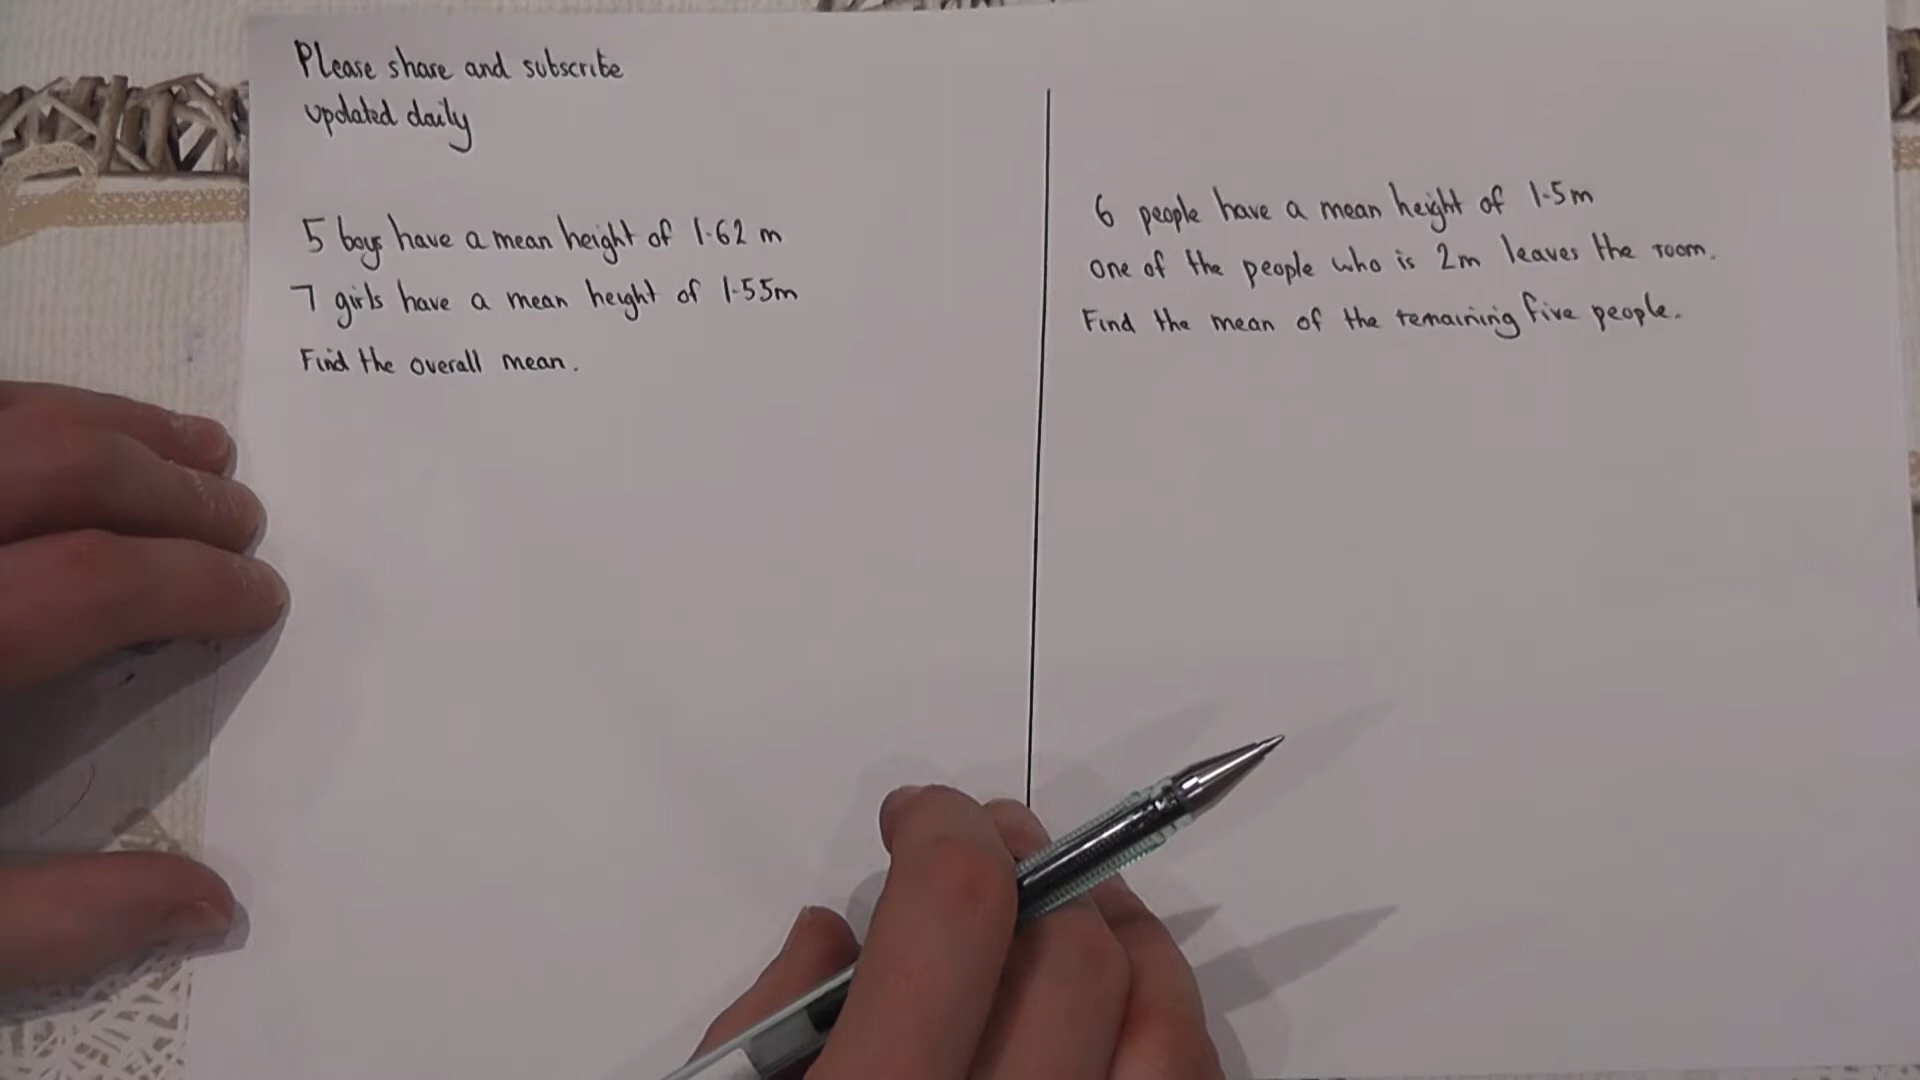 Please share and subscribe
updated daily
5 boys have a mean height of 1.62 m
7 girls have a mean height of 1.55m
Find the overall mean.
6 people have a mean height of 1.5m
one of the people who is 2m leaves the room.
Find the mean of the remaining five people.